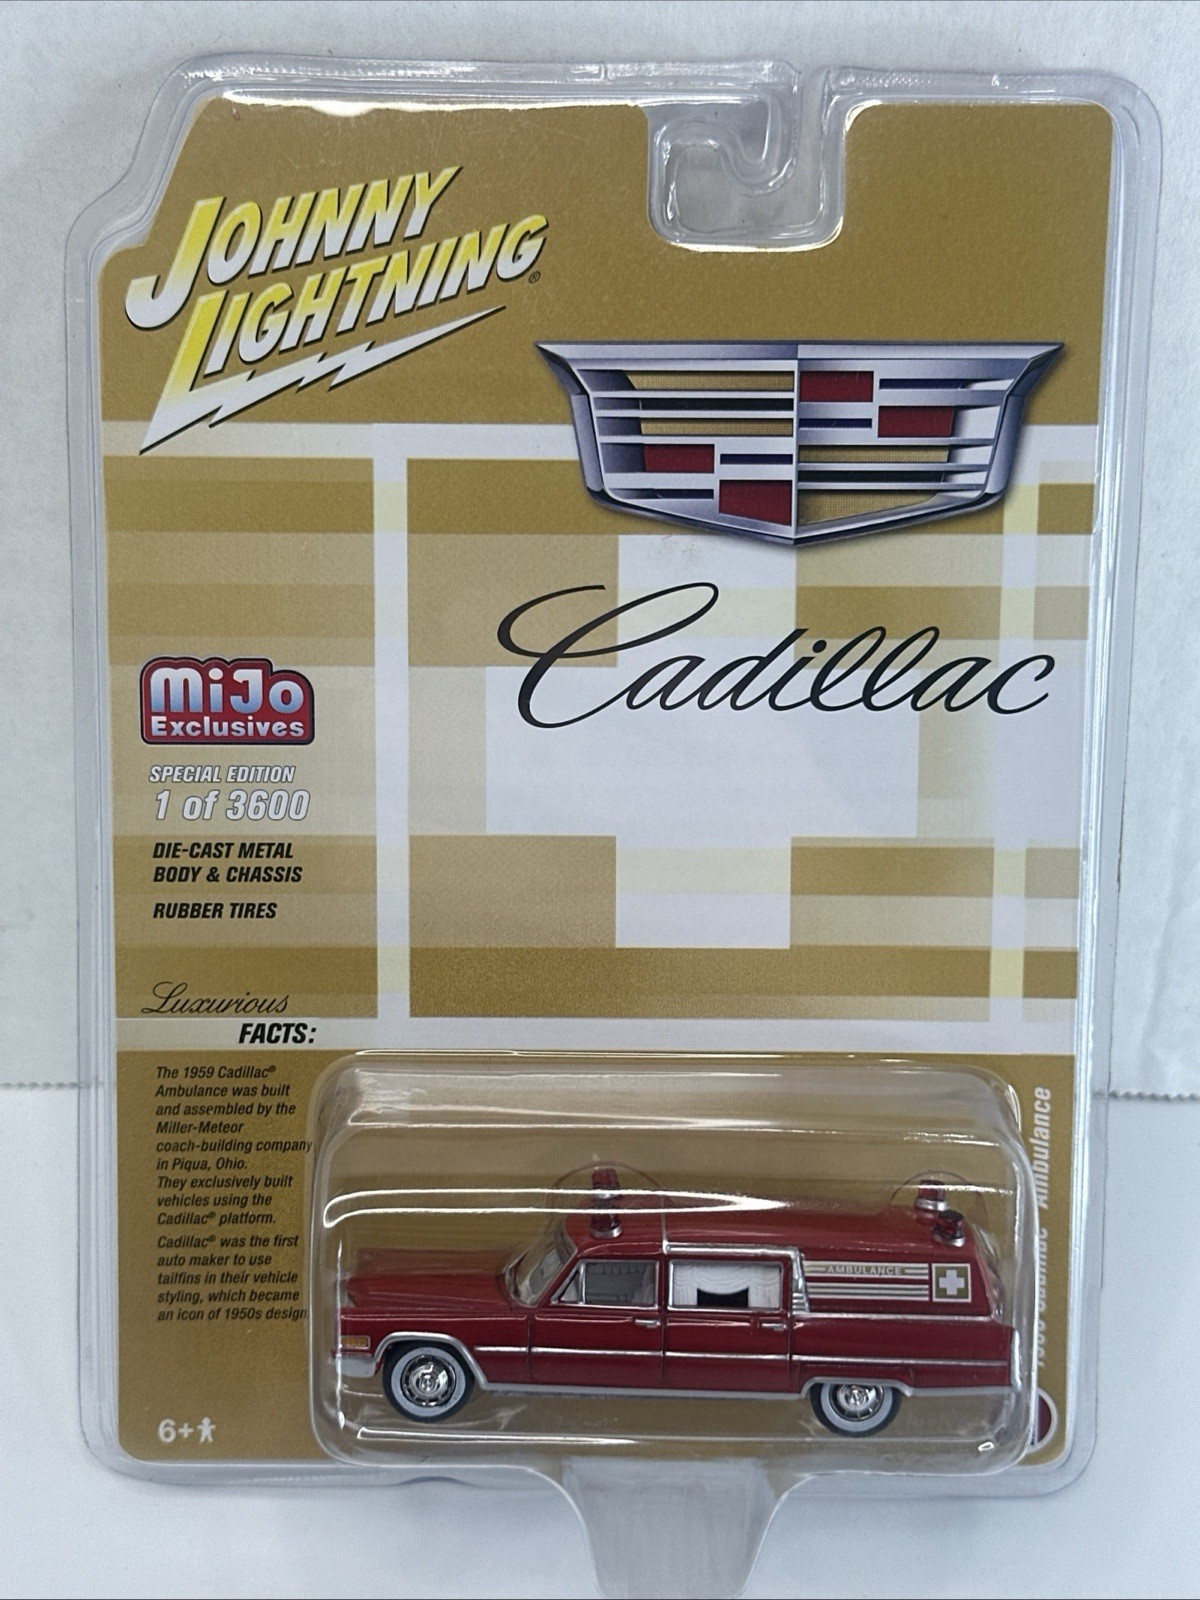 JOHNNY
LIGHTNING®
Cadillac
MiJo
Exclusives
SPECIAL EDITION
1 of 3600
DIE-CAST METAL
BODY & CHASSIS
RUBBER TIRES
Luxurious
FACTS:
The 1959 Cadillac®
Ambulance was built
and assembled by the
Miller-Meteor
coach-building company
in Piqua, Ohio.
They exclusively built
vehicles using the
Cadillac® platform.
Cadillac® was the first
auto maker to use
tailfins in their vehicle
styling, which became
an icon of 1950s design
6+
AMBULANCE
Cadillac Ambulance